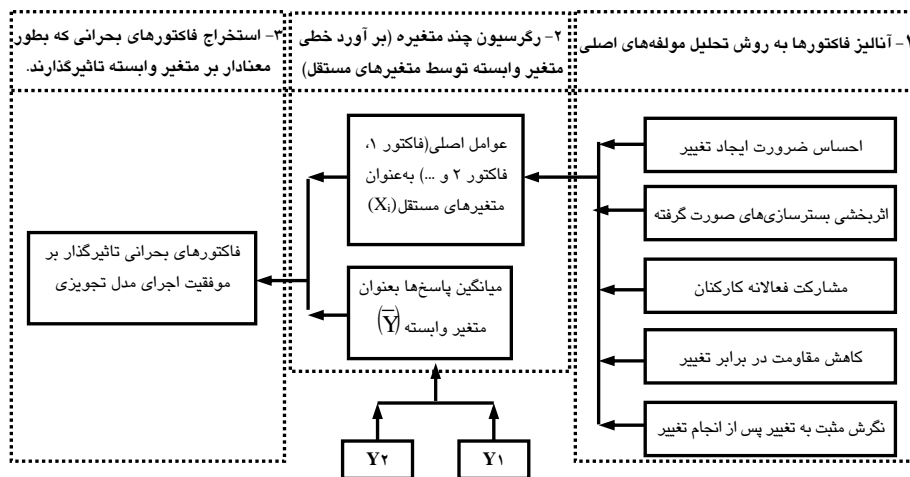 ۱- آنالیز فاکتورها به روش تحلیل مولفه‌های اصلی
احساس ضرورت ایجاد تغییر
اثربخشی بسترسازی‌های صورت گرفته
مشارکت فعالانه کارکنان
کاهش مقاومت در برابر تغییر
نگرش مثبت به تغییر پس از انجام تغییر
۲- رگرسیون چند متغیره (بر آورد خطی
متغیر وابسته توسط متغیرهای مستقل)
عوامل اصلی(فاکتور ۱،
فاکتور ۲ و ...) به‌عنوان
متغیرهای مستقل(Xi)
میانگین پاسخ‌ها بعنوان
متغیر وابسته (Y̅)
Y۱
Y۲
۳- استخراج فاکتورهای بحرانی که بطور
معنادار بر متغیر وابسته تاثیرگذارند.
فاکتورهای بحرانی تاثیرگذار بر
موفقیت اجرای مدل تجویزی